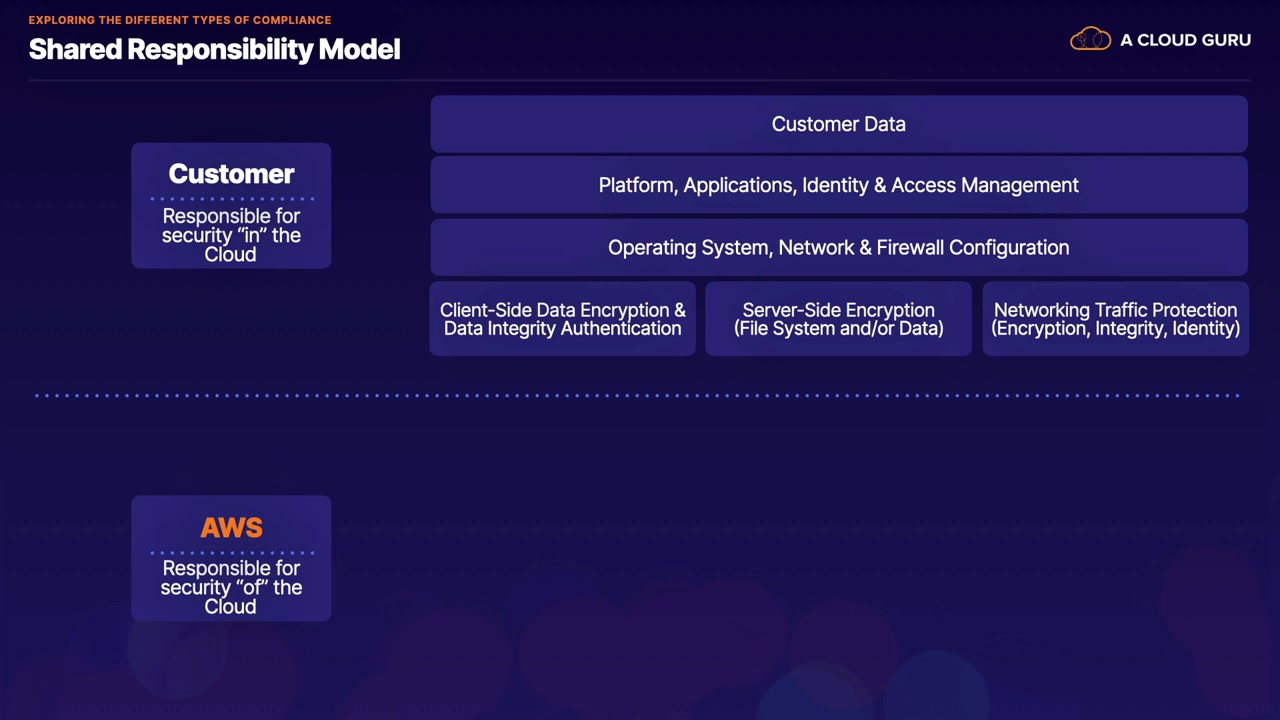 EXPLORING THE DIFFERENT TYPES OF COMPLIANCE
Shared Responsibility Model
A CLOUD GURU
Customer
Responsible for
security “in” the
Cloud
Customer Data
Platform, Applications, Identity & Access Management
Operating System, Network & Firewall Configuration
Client-Side Data Encryption &
Data Integrity Authentication
Server-Side Encryption
(File System and/or Data)
Networking Traffic Protection
(Encryption, Integrity, Identity)
AWS
Responsible for
security “of” the
Cloud